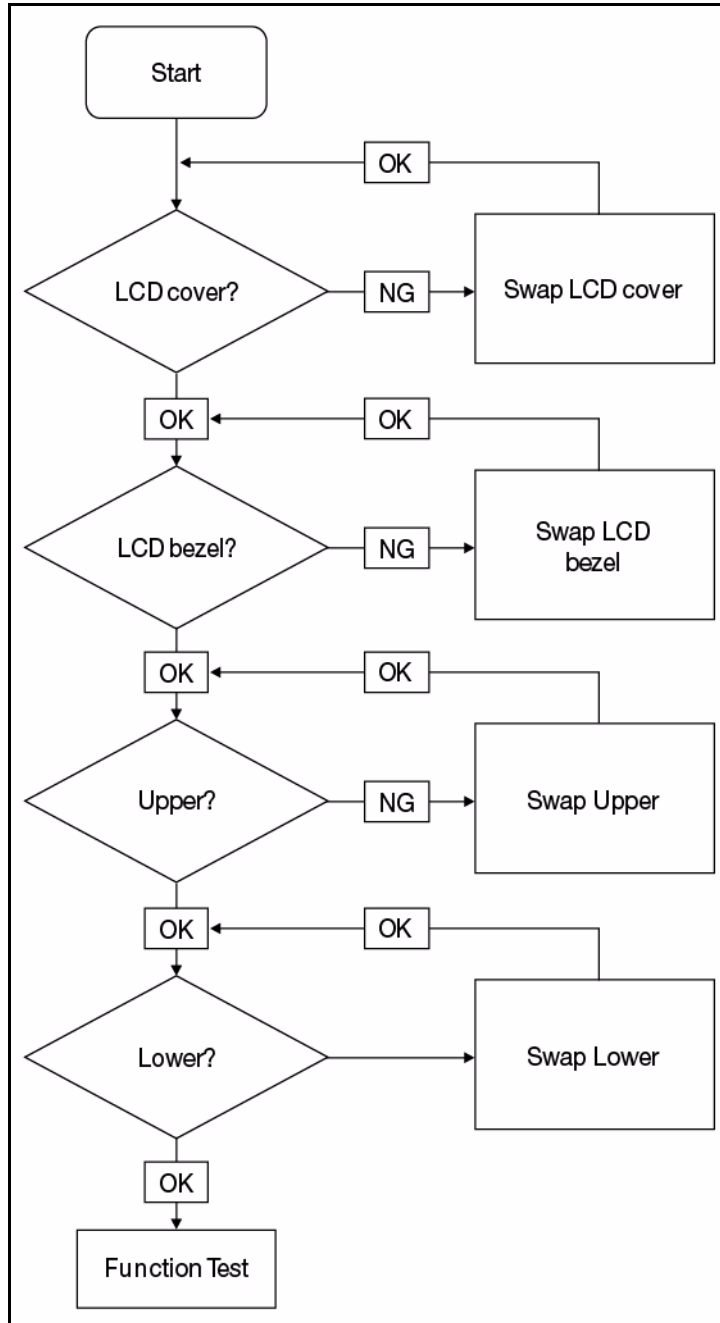 Start
OK
LCD cover?
NG
Swap LCD cover
OK
OK
LCD bezel?
NG
Swap LCD
bezel
OK
OK
Upper?
NG
Swap Upper
OK
OK
Lower?
Swap Lower
OK
Function Test